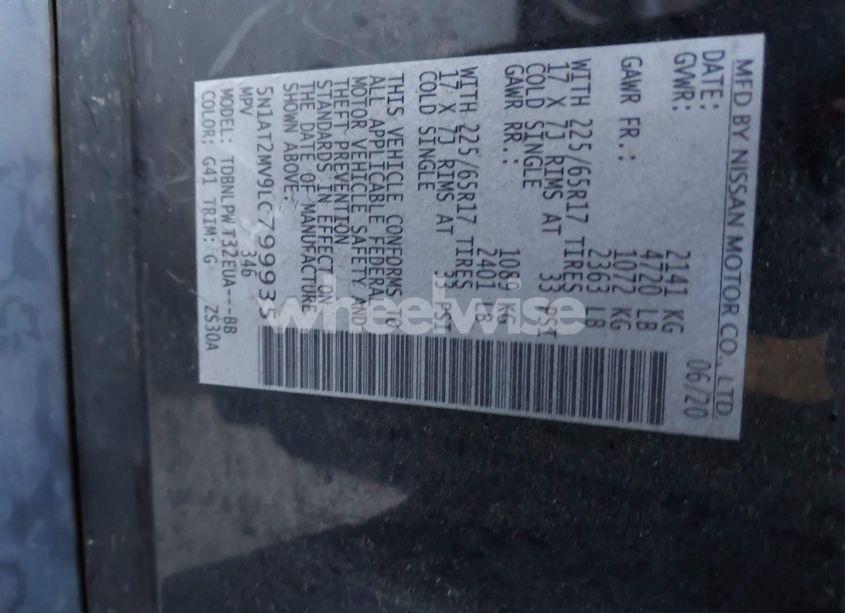 MFD BY NISSAN MOTOR CO., LTD.
DATE: 06/20
GVWR: 2141 KG
4720 LB
GAWR FR.: 1072 KG
2363 LB
WITH 225/65R17 TIRES
17 X 7J RIMS AT 33 PSI
COLD SINGLE
GAWR RR.: 1089 KG
2401 LB
WITH 225/65R17 TIRES
17 X 7J RIMS AT 33 PSI
COLD SINGLE
THIS VEHICLE CONFORMS TO
ALL APPLICABLE FEDERAL
MOTOR VEHICLE SAFETY AND
THEFT PREVENTION
STANDARDS IN EFFECT ON
THE DATE OF MANUFACTURE
SHOWN ABOVE:
5N1AT2MV9LC799935
MPV 346
MODEL: TDBNLPW T32EUA---BB
COLOR: G41 TRIM: G ZS30A
wheelwise